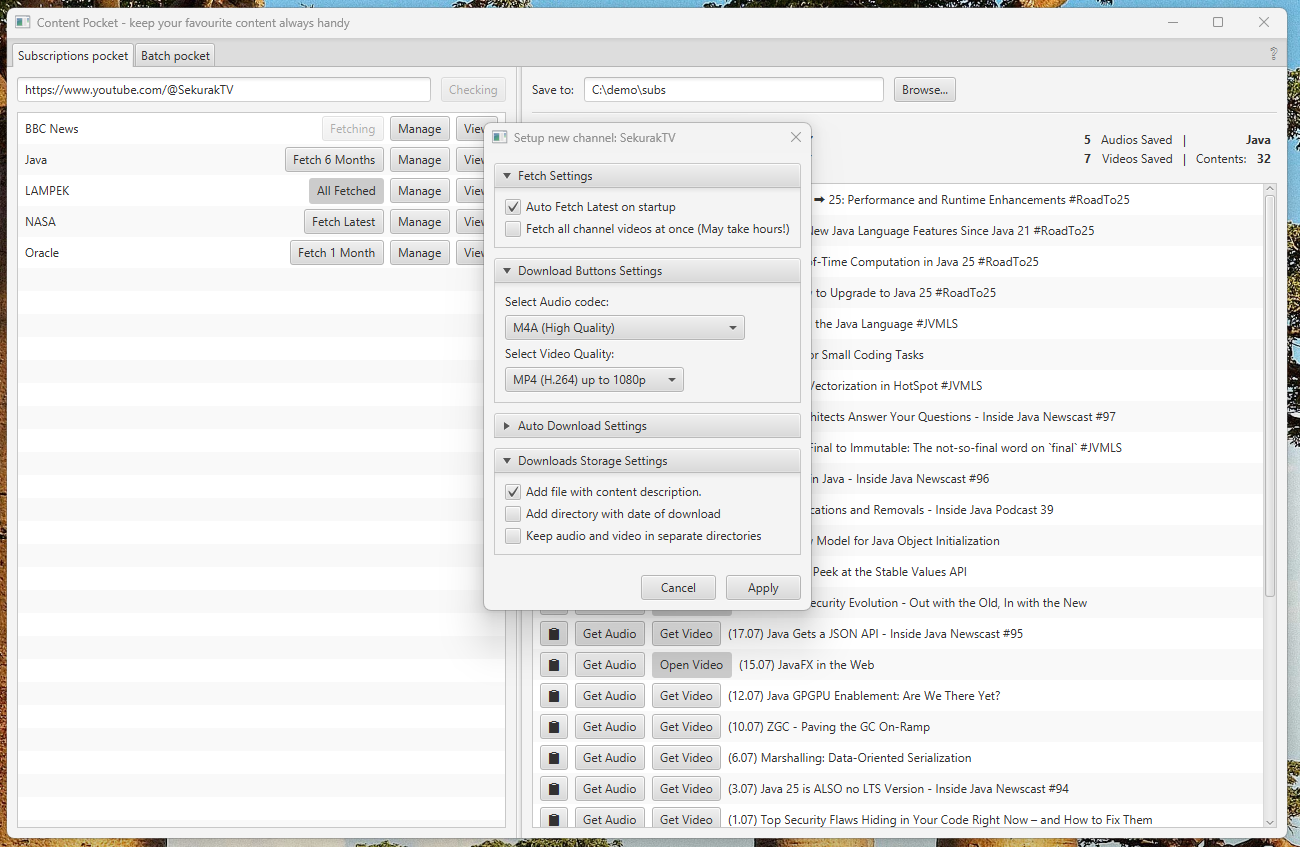 Content Pocket - keep your favourite content always handy
Subscriptions pocket
Batch pocket
https://www.youtube.com/@SekurakTV
Checking
BBC News Fetching Manage
Java Fetch 6 Months Manage
LAMPEK All Fetched Manage
NASA Fetch Latest Manage
Oracle Fetch 1 Month Manage
Save to: C:\demo\subs Browse...
5 Audios Saved | Java
7 Videos Saved | Contents: 32
Setup new channel: SekurakTV
Fetch Settings
Auto Fetch Latest on startup
Fetch all channel videos at once (May take hours!)
Download Buttons Settings
Select Audio codec:
M4A (High Quality)
Select Video Quality:
MP4 (H.264) up to 1080p
Auto Download Settings
Downloads Storage Settings
Add file with content description.
Add directory with date of download
Keep audio and video in separate directories
Cancel Apply
➡ 25: Performance and Runtime Enhancements #RoadTo25
New Java Language Features Since Java 21 #RoadTo25
of-Time Computation in Java 25 #RoadTo25
to Upgrade to Java 25 #RoadTo25
the Java Language #JVMLS
or Small Coding Tasks
Vectorization in HotSpot #JVMLS
hitects Answer Your Questions - Inside Java Newscast #97
Final to Immutable: The not-so-final word on `final` #JVMLS
in Java - Inside Java Newscast #96
cations and Removals - Inside Java Podcast 39
Model for Java Object Initialization
Peek at the Stable Values API
ecurity Evolution - Out with the Old, In with the New
Get Audio Get Video (17.07) Java Gets a JSON API - Inside Java Newscast #95
Get Audio Open Video (15.07) JavaFX in the Web
Get Audio Get Video (12.07) Java GPGPU Enablement: Are We There Yet?
Get Audio Get Video (10.07) ZGC - Paving the GC On-Ramp
Get Audio Get Video (6.07) Marshalling: Data-Oriented Serialization
Get Audio Get Video (3.07) Java 25 is ALSO no LTS Version - Inside Java Newscast #94
Get Audio Get Video (1.07) Top Security Flaws Hiding in Your Code Right Now – and How to Fix Them